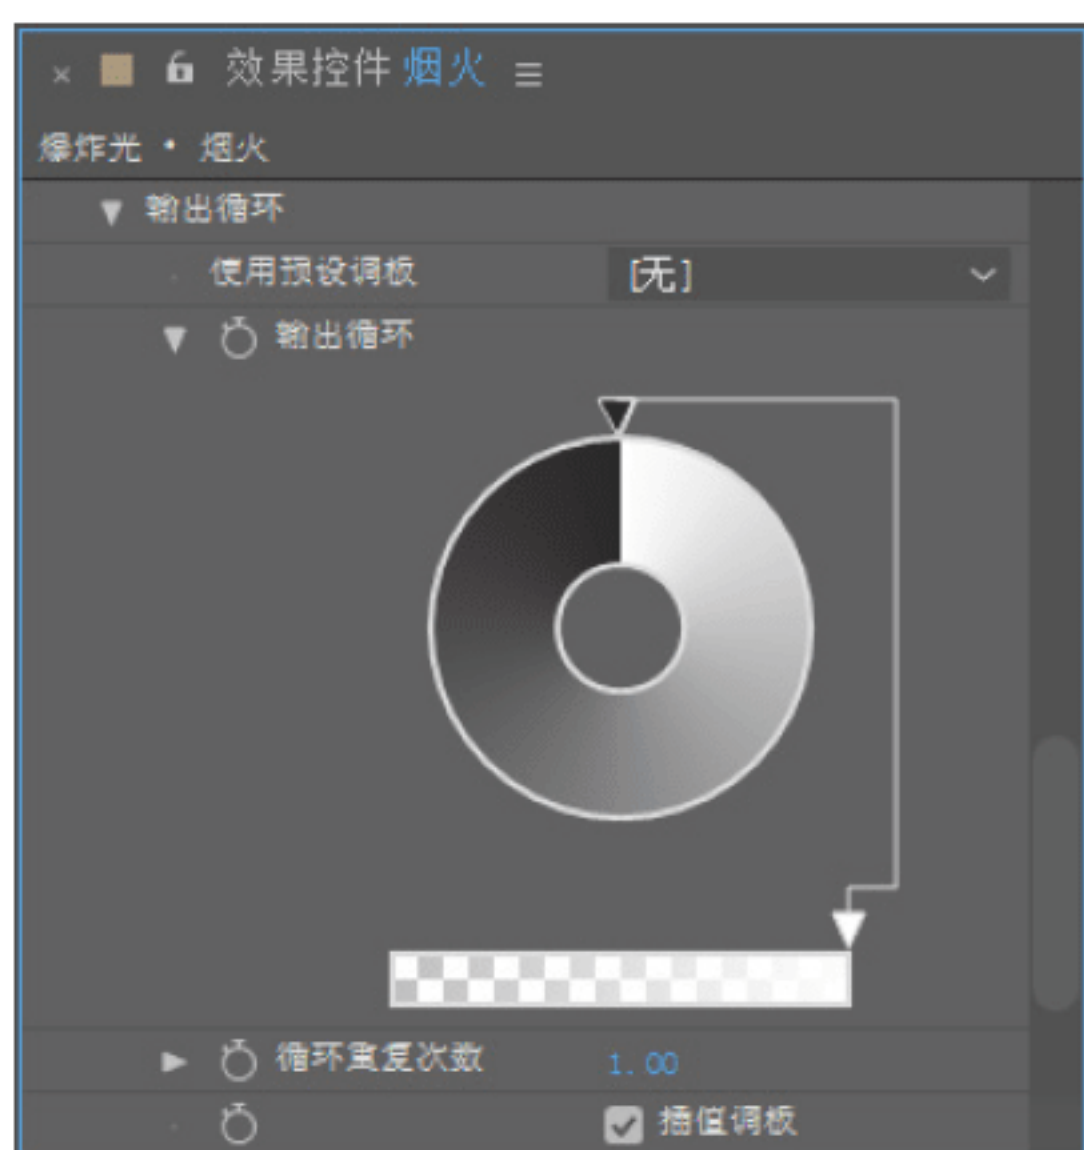 效果控件 烟火
爆炸光 • 烟火
输出循环
使用预设调板 [无]
输出循环
循环重复次数 1.00
插值调板